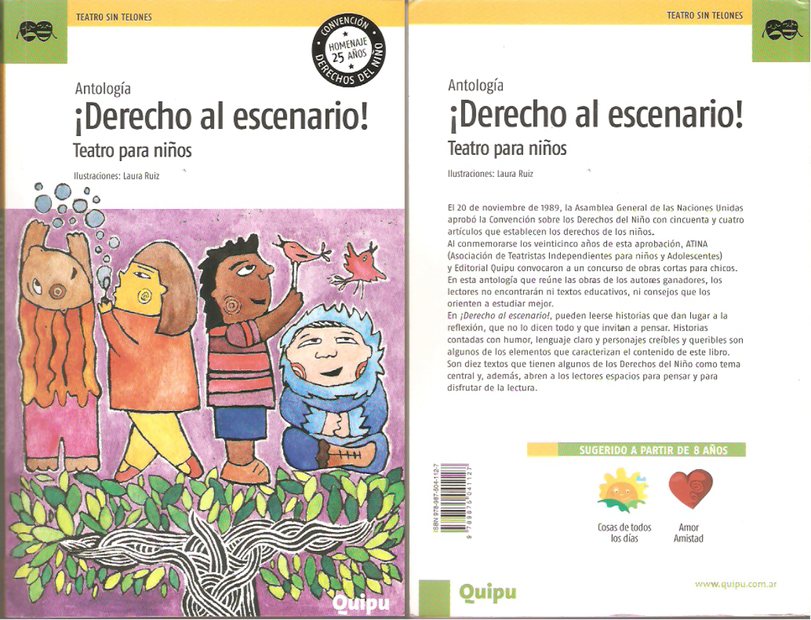 TEATRO SIN TELONES
CONVENCIÓN
HOMENAJE
25 AÑOS
DERECHOS DEL NIÑO
Antología
¡Derecho al escenario!
Teatro para niños
Ilustraciones: Laura Ruiz
Quipu
TEATRO SIN TELONES
Antología
¡Derecho al escenario!
Teatro para niños
Ilustraciones: Laura Ruiz
El 20 de noviembre de 1989, la Asamblea General de las Naciones Unidas
aprobó la Convención sobre los Derechos del Niño con cincuenta y cuatro
artículos que establecen los derechos de los niños.
Al conmemorarse los veinticinco años de esta aprobación, ATINA
(Asociación de Teatristas Independientes para niños y Adolescentes)
y Editorial Quipu convocaron a un concurso de obras cortas para chicos.
En esta antología que reúne las obras de los autores ganadores, los
lectores no encontrarán ni textos educativos, ni consejos que los
orienten a estudiar mejor.
En ¡Derecho al escenario!, pueden leerse historias que dan lugar a la
reflexión, que no lo dicen todo y que invitan a pensar. Historias
contadas con humor, lenguaje claro y personajes creíbles y queribles son
algunos de los elementos que caracterizan el contenido de este libro.
Son diez textos que tienen algunos de los Derechos del Niño como tema
central y, además, abren a los lectores espacios para pensar y para
disfrutar de la lectura.
SUGERIDO A PARTIR DE 8 AÑOS
ISBN 978-987-504-112-7
9 789875 041127
Cosas de todos
los días
Amor
Amistad
Quipu
www.quipu.com.ar